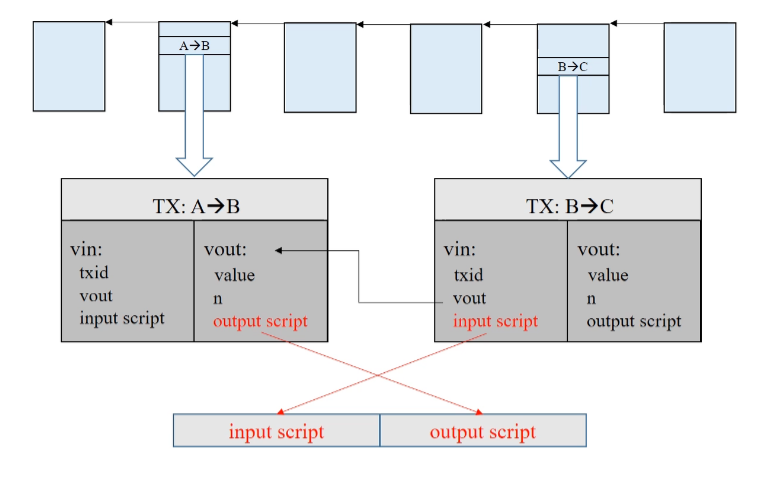 A→B
B→C
TX: A→B
TX: B→C
vin:
txid
vout
input script
vout:
value
n
output script
vin:
txid
vout
input script
vout:
value
n
output script
input script
output script